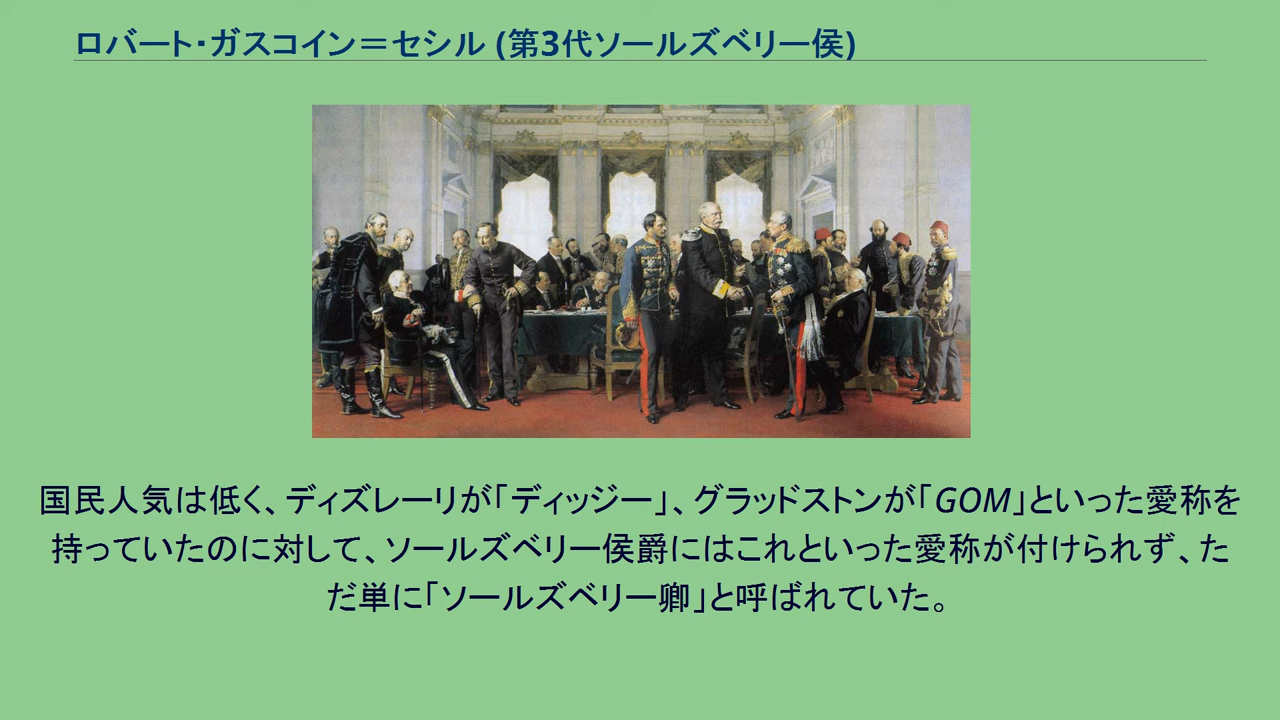 ロバート・ガスコイン＝セシル (第3代ソールズベリー侯)
国民人気は低く、ディズレーリが「ディッジー」、グラッドストンが「GOM」といった愛称を
持っていたのに対して、ソールズベリー侯爵にはこれといった愛称が付けられず、た
だ単に「ソールズベリー卿」と呼ばれていた。